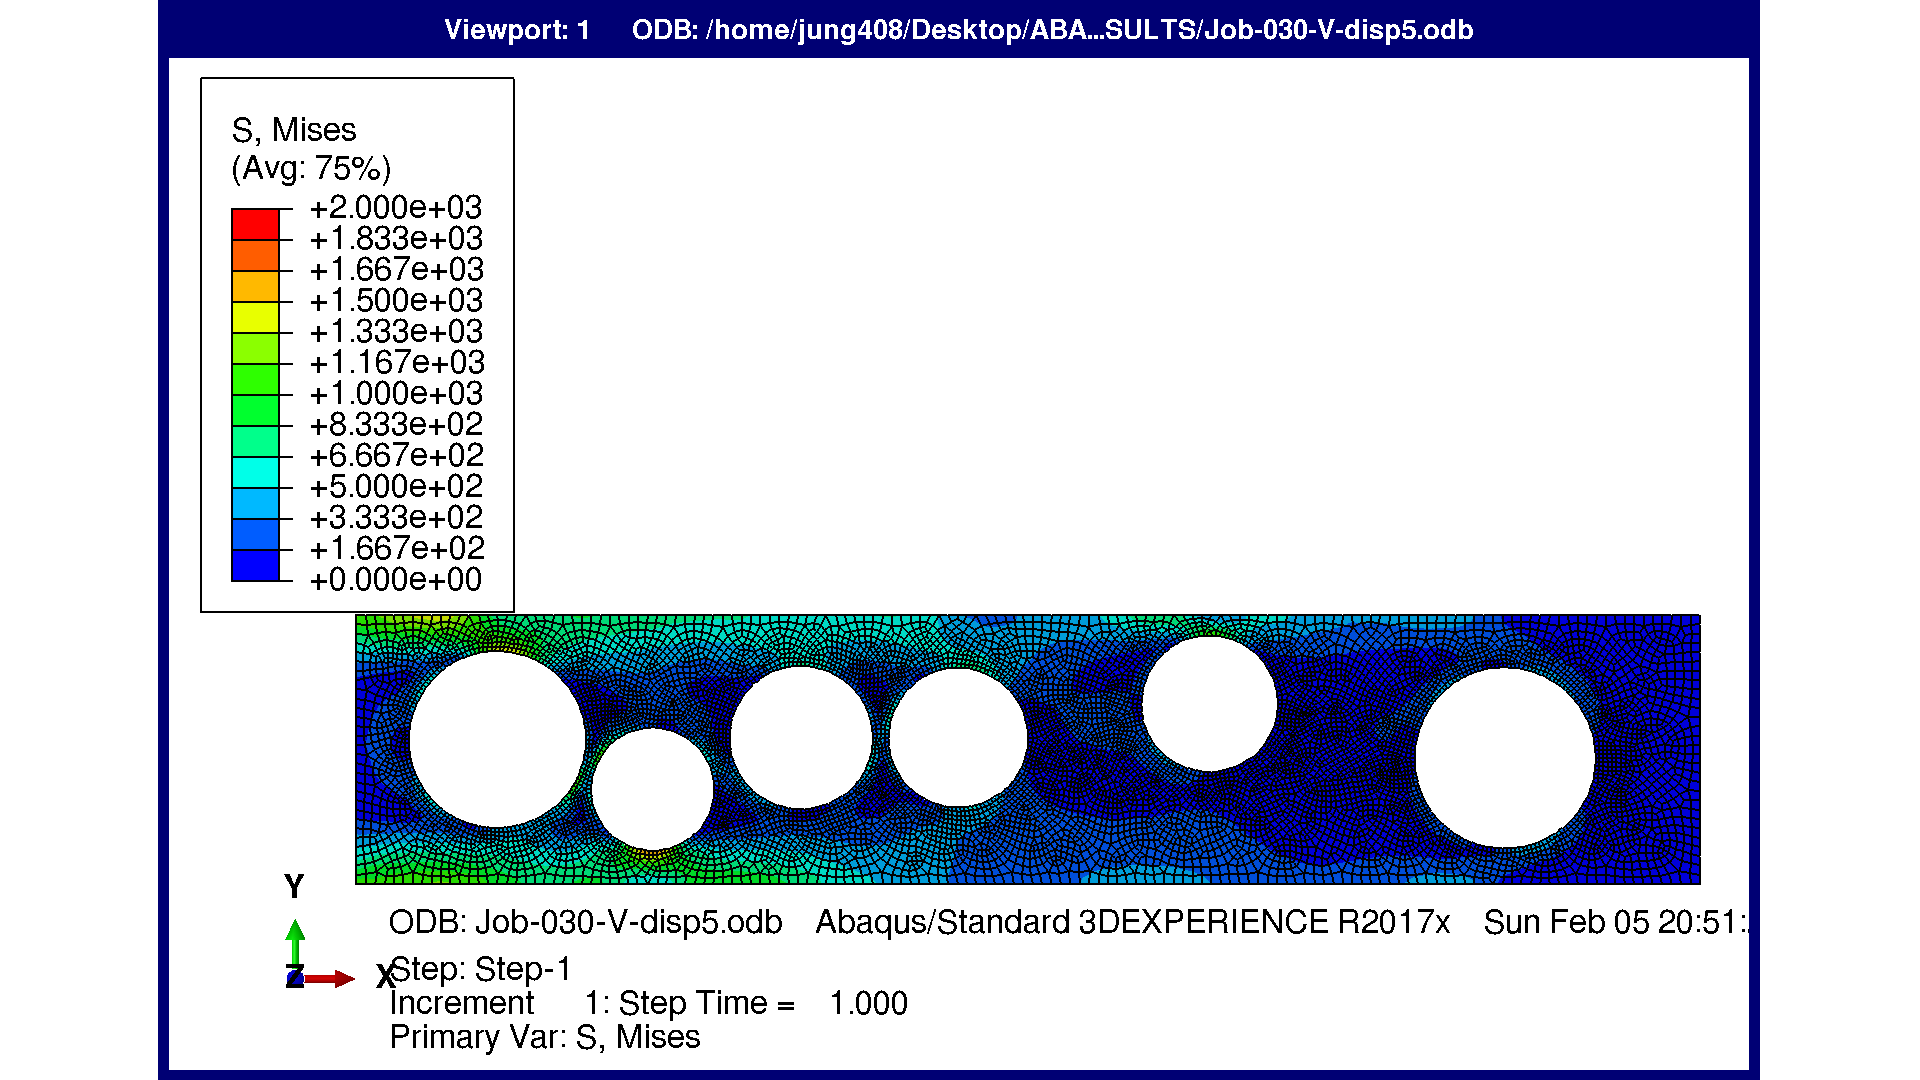 Viewport: 1 ODB: /home/jung408/Desktop/ABA...SULTS/Job-030-V-disp5.odb
S, Mises
(Avg: 75%)
+2.000e+03
+1.833e+03
+1.667e+03
+1.500e+03
+1.333e+03
+1.167e+03
+1.000e+03
+8.333e+02
+6.667e+02
+5.000e+02
+3.333e+02
+1.667e+02
+0.000e+00
Y
Z
X
ODB: Job-030-V-disp5.odb Abaqus/Standard 3DEXPERIENCE R2017x Sun Feb 05 20:51:
Step: Step-1
Increment 1: Step Time = 1.000
Primary Var: S, Mises